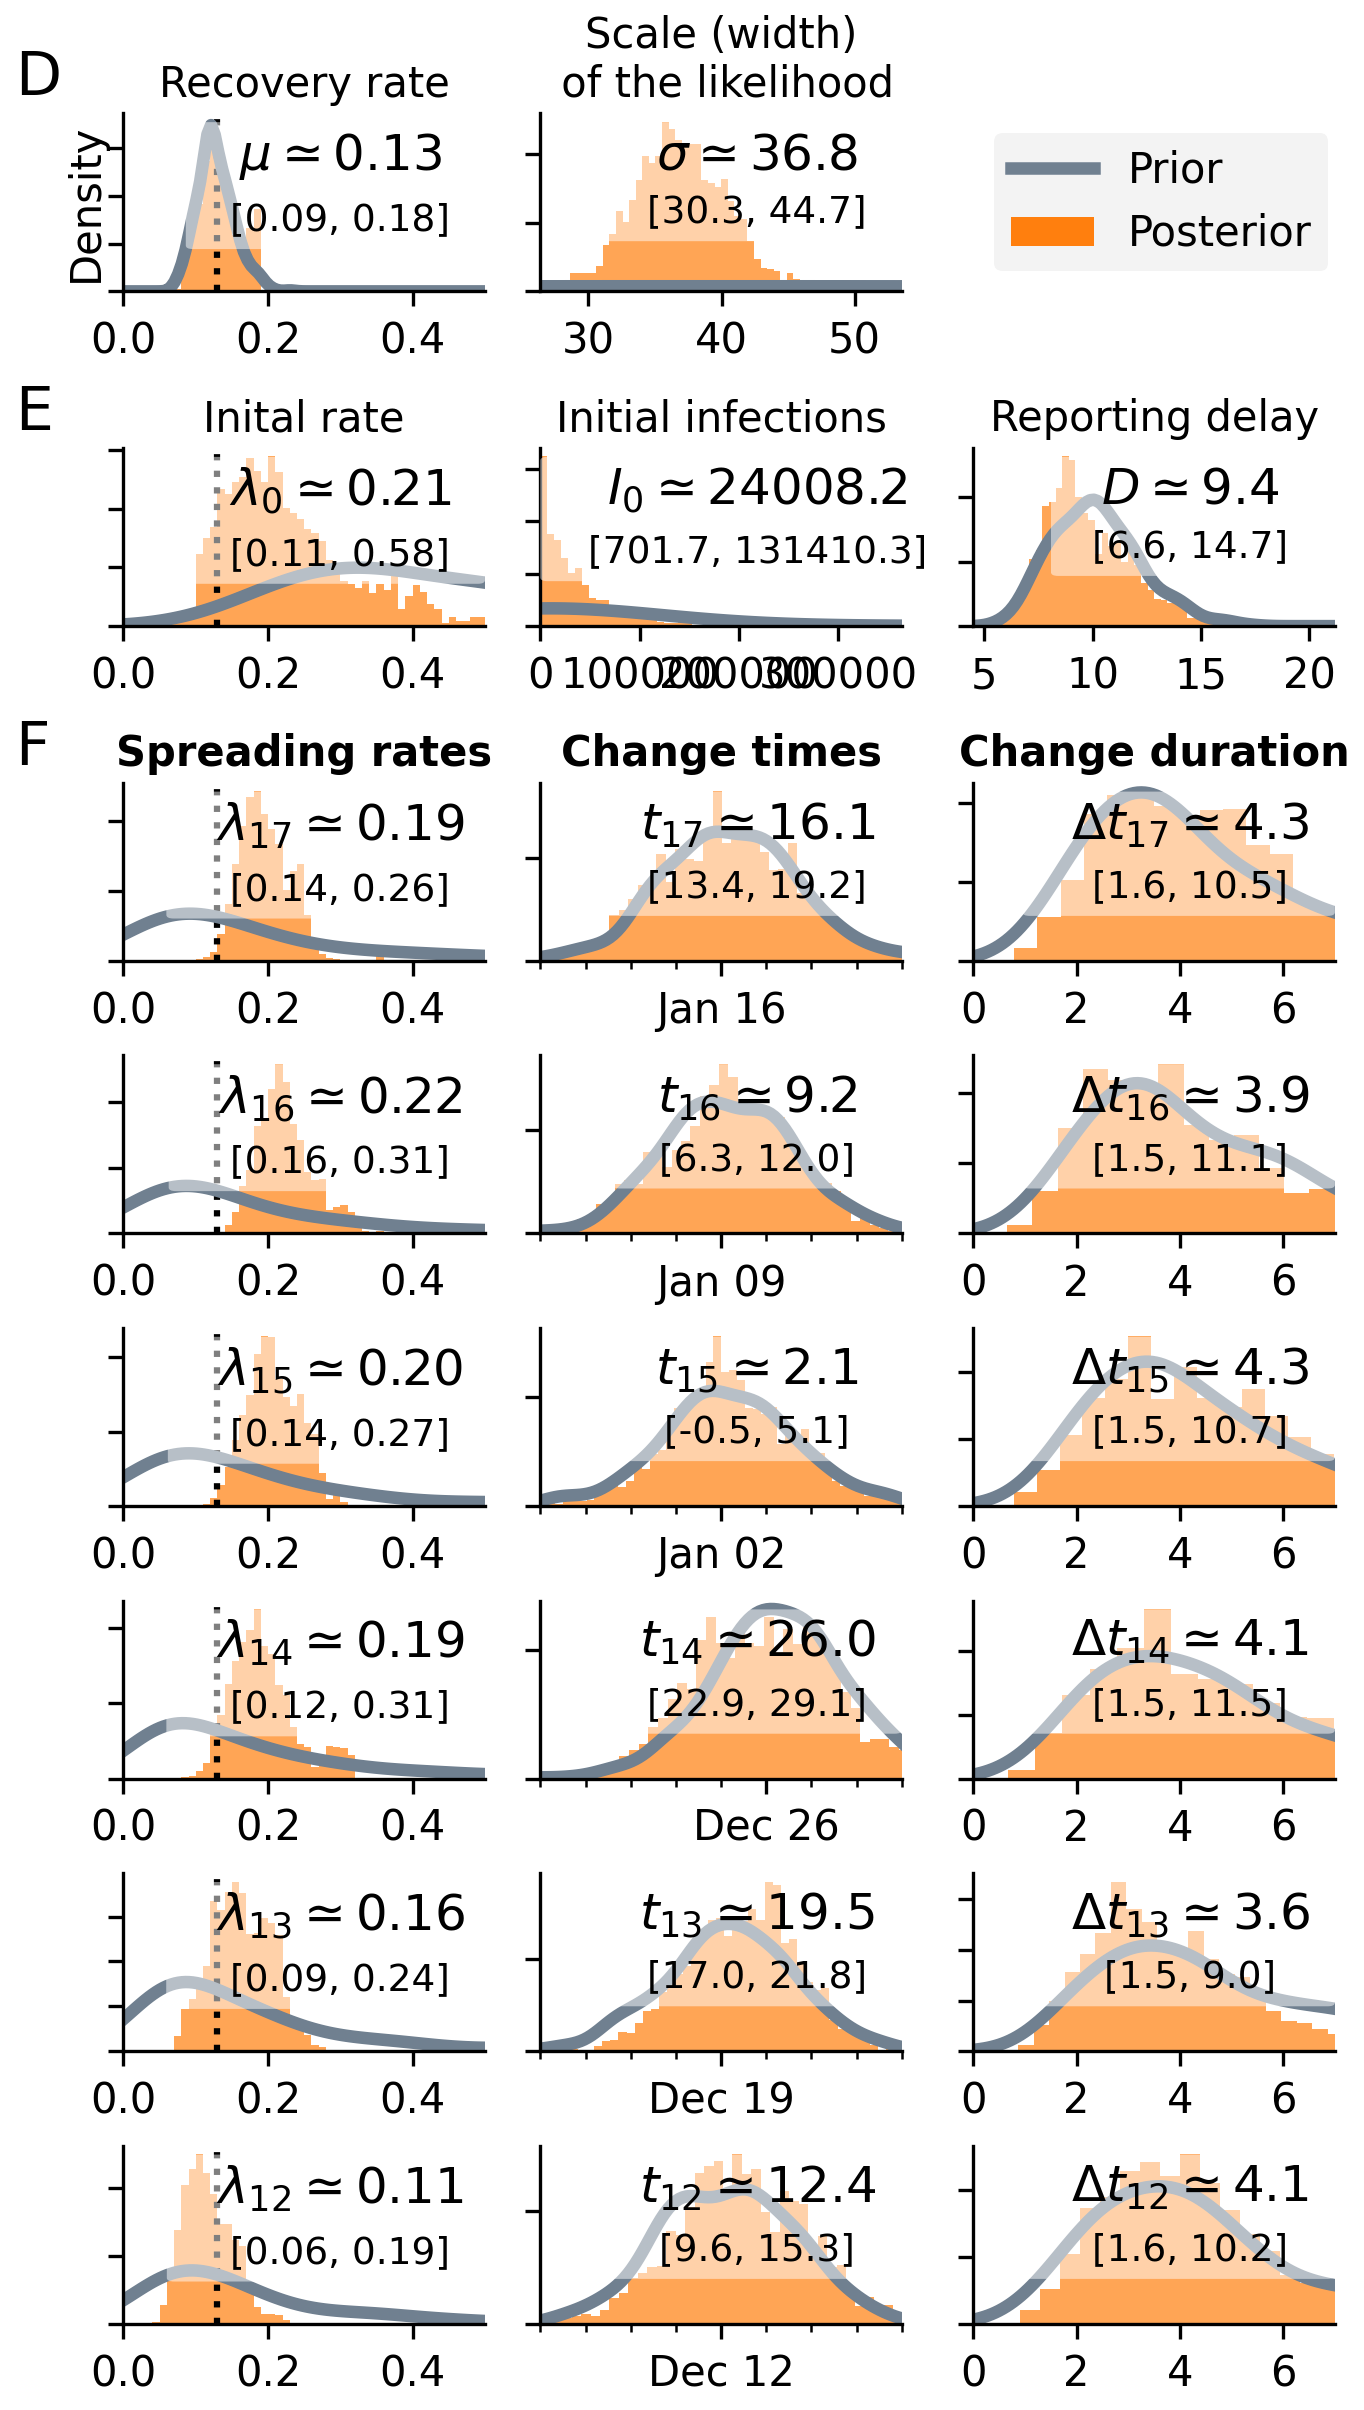 D
Recovery rate
Scale (width)
of the likelihood
Density
μ ≃ 0.13
[0.09, 0.18]
0.0 0.2 0.4
σ ≃ 36.8
[30.3, 44.7]
30 40 50
Prior
Posterior
E
Inital rate
λ0 ≃ 0.21
[0.11, 0.58]
0.0 0.2 0.4
Initial infections
I0 ≃ 24008.2
[701.7, 131410.3]
0 100000 200000 300000
Reporting delay
D ≃ 9.4
[6.6, 14.7]
5 10 15 20
F
Spreading rates
Change times
Change duration
λ17 ≃ 0.19
[0.14, 0.26]
0.0 0.2 0.4
t17 ≃ 16.1
[13.4, 19.2]
Jan 16
Δt17 ≃ 4.3
[1.6, 10.5]
0 2 4 6
λ16 ≃ 0.22
[0.16, 0.31]
0.0 0.2 0.4
t16 ≃ 9.2
[6.3, 12.0]
Jan 09
Δt16 ≃ 3.9
[1.5, 11.1]
0 2 4 6
λ15 ≃ 0.20
[0.14, 0.27]
0.0 0.2 0.4
t15 ≃ 2.1
[-0.5, 5.1]
Jan 02
Δt15 ≃ 4.3
[1.5, 10.7]
0 2 4 6
λ14 ≃ 0.19
[0.12, 0.31]
0.0 0.2 0.4
t14 ≃ 26.0
[22.9, 29.1]
Dec 26
Δt14 ≃ 4.1
[1.5, 11.5]
0 2 4 6
λ13 ≃ 0.16
[0.09, 0.24]
0.0 0.2 0.4
t13 ≃ 19.5
[17.0, 21.8]
Dec 19
Δt13 ≃ 3.6
[1.5, 9.0]
0 2 4 6
λ12 ≃ 0.11
[0.06, 0.19]
0.0 0.2 0.4
t12 ≃ 12.4
[9.6, 15.3]
Dec 12
Δt12 ≃ 4.1
[1.6, 10.2]
0 2 4 6